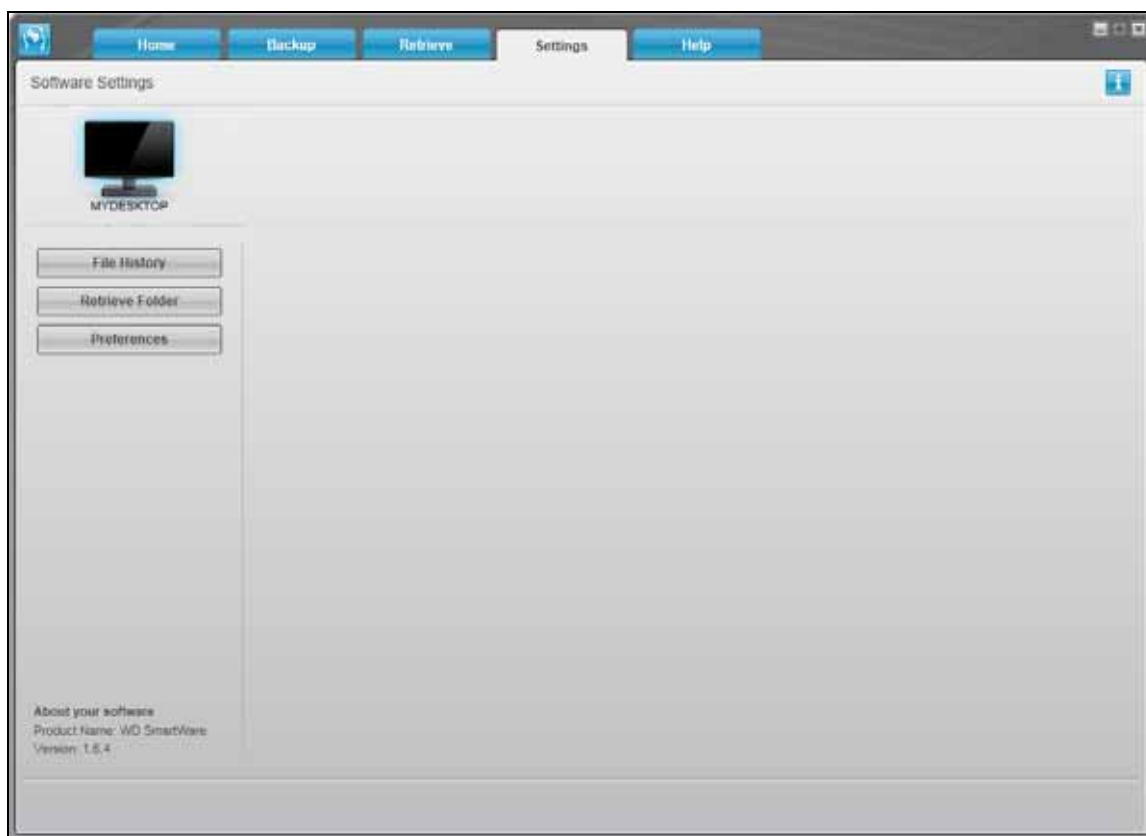 Home
Backup
Retrieve
Settings
Help
Software Settings
i
MYDESKTOP
File History
Retrieve Folder
Preferences
About your software
Product Name: WD SmartWare
Version: 1.6.4